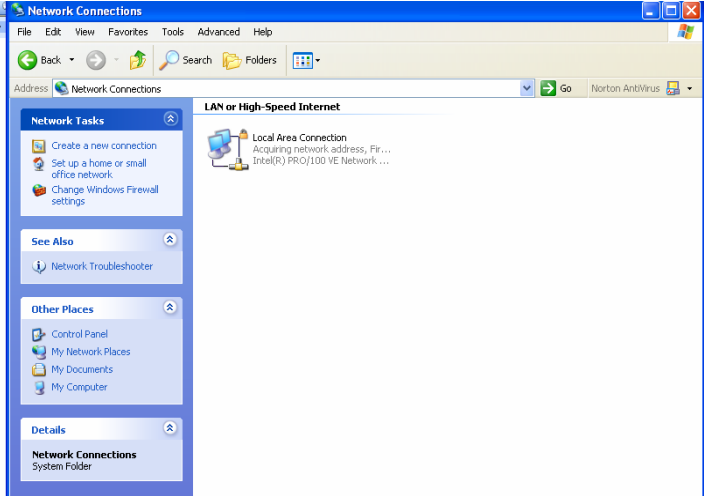 Network Connections
File Edit View Favorites Tools Advanced Help
Back Search Folders
Address Network Connections Go Norton AntiVirus
Network Tasks
Create a new connection
Set up a home or small
office network
Change Windows Firewall
settings
See Also
Network Troubleshooter
Other Places
Control Panel
My Network Places
My Documents
My Computer
Details
Network Connections
System Folder
LAN or High-Speed Internet
Local Area Connection
Acquiring network address, Fir...
Intel(R) PRO/100 VE Network ...